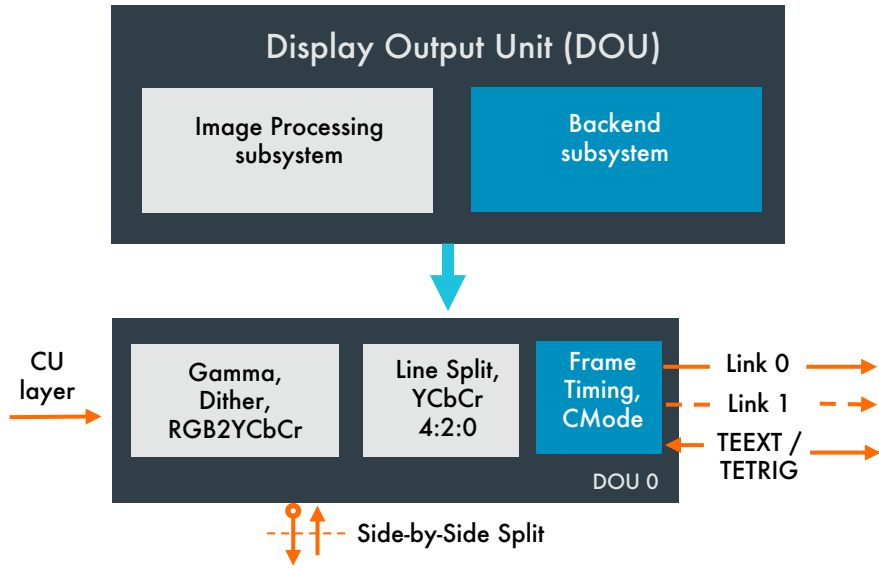 Display Output Unit (DOU)
Image Processing
subsystem
Backend
subsystem
CU
layer
Gamma,
Dither,
RGB2YCbCr
Line Split,
YCbCr
4:2:0
Frame
Timing,
CMode
DOU 0
Link 0
Link 1
TEEXT /
TETRIG
Side-by-Side Split